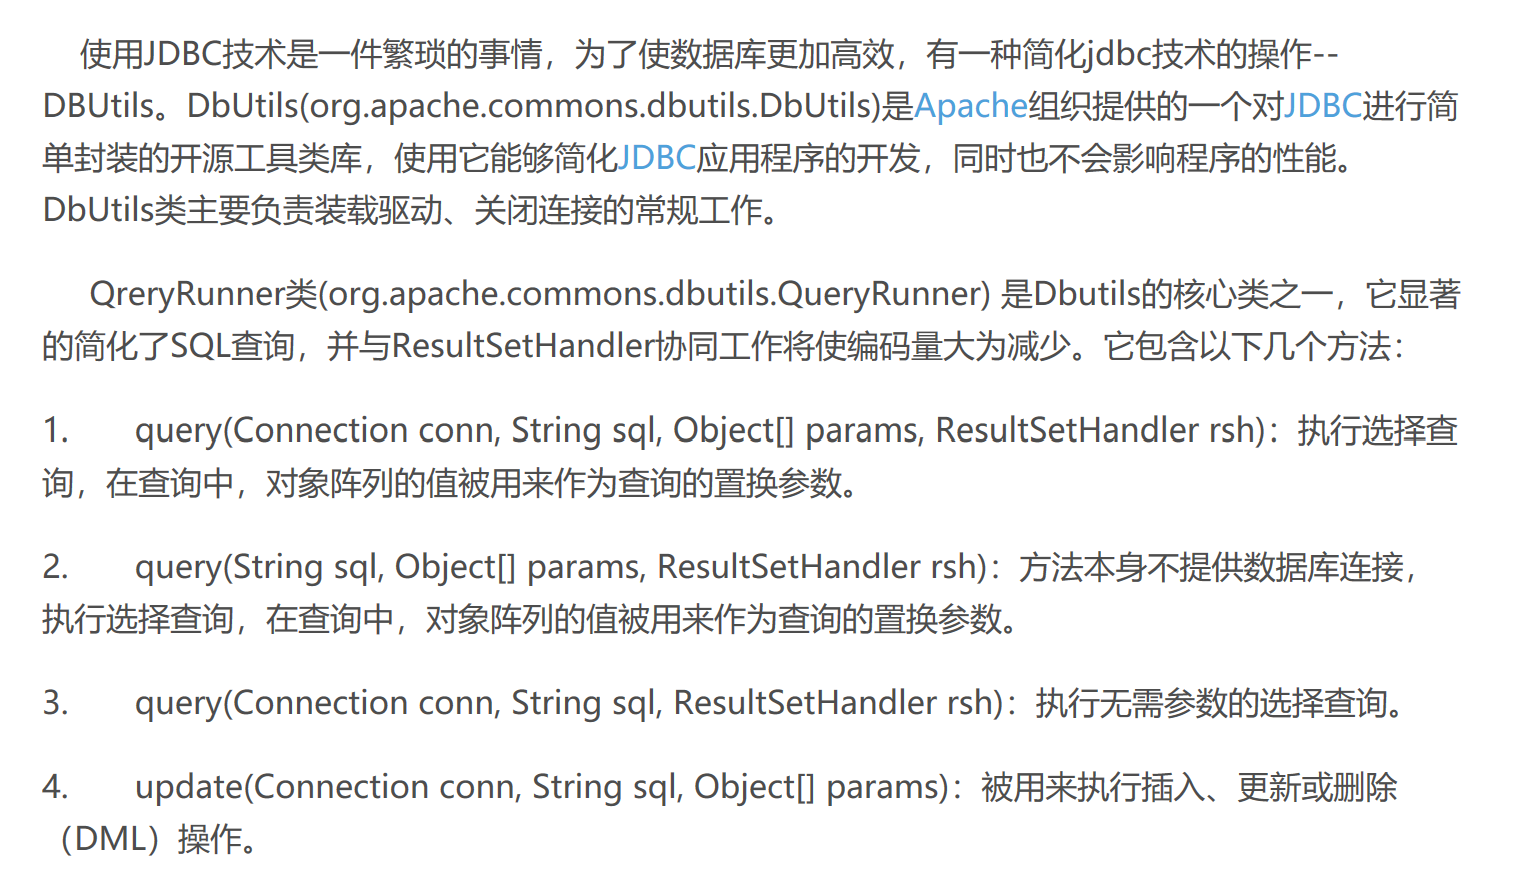 使用JDBC技术是一件繁琐的事情，为了使数据库更加高效，有一种简化jdbc技术的操作--
DBUtils。DbUtils(org.apache.commons.dbutils.DbUtils)是Apache组织提供的一个对JDBC进行简
单封装的开源工具类库，使用它能够简化JDBC应用程序的开发，同时也不会影响程序的性能。
DbUtils类主要负责装载驱动、关闭连接的常规工作。
QreryRunner类(org.apache.commons.dbutils.QueryRunner) 是Dbutils的核心类之一，它显著
的简化了SQL查询，并与ResultSetHandler协同工作将使编码量大为减少。它包含以下几个方法：
1. query(Connection conn, String sql, Object[] params, ResultSetHandler rsh)：执行选择查
询，在查询中，对象阵列的值被用来作为查询的置换参数。
2. query(String sql, Object[] params, ResultSetHandler rsh)：方法本身不提供数据库连接，
执行选择查询，在查询中，对象阵列的值被用来作为查询的置换参数。
3. query(Connection conn, String sql, ResultSetHandler rsh)：执行无需参数的选择查询。
4. update(Connection conn, String sql, Object[] params)：被用来执行插入、更新或删除
（DML）操作。